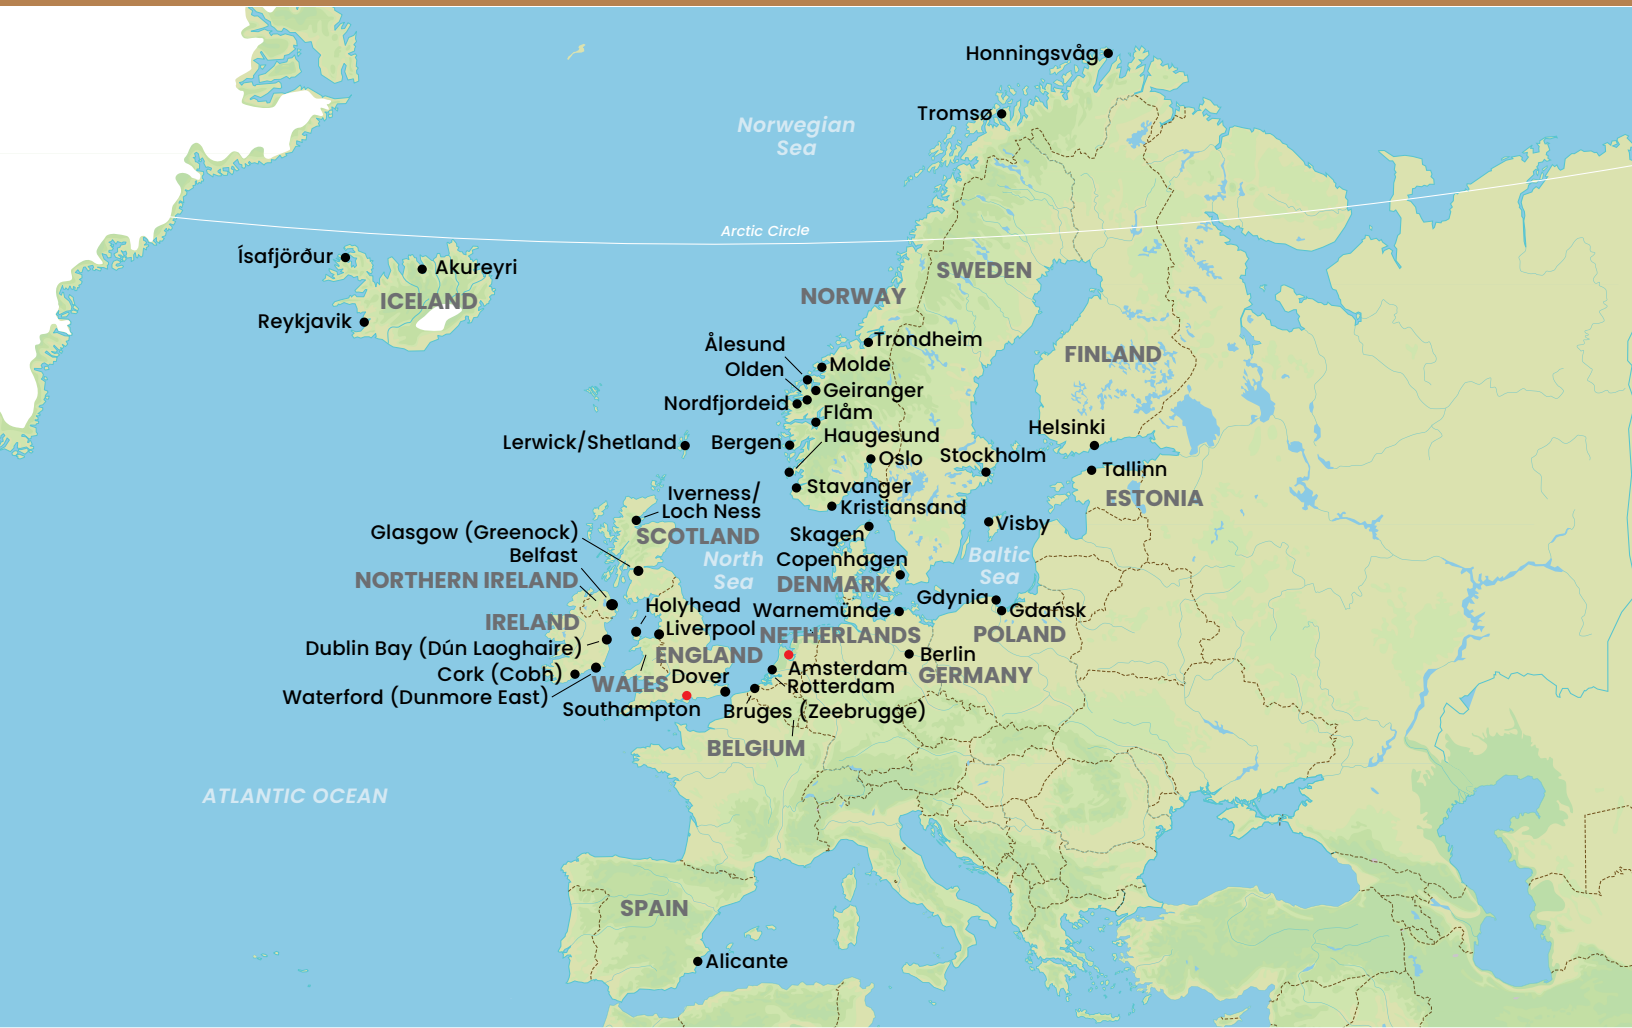 Honningsvåg
Tromsø
Norwegian
Sea
Arctic Circle
Ísafjörður
Akureyri
ICELAND
Reykjavik
SWEDEN
NORWAY
Trondheim
Ålesund
Molde
FINLAND
Olden
Geiranger
Nordfjordeid
Flåm
Haugesund
Helsinki
Lerwick/Shetland
Bergen
Oslo
Stockholm
Tallinn
Stavanger
ESTONIA
Iverness/
Loch Ness
Kristiansand
Visby
Glasgow (Greenock)
SCOTLAND
Skagen
Belfast
North
Sea
Copenhagen
Baltic
Sea
NORTHERN IRELAND
DENMARK
Gdynia
Holyhead
Warnemünde
Gdańsk
IRELAND
Liverpool
NETHERLANDS
POLAND
Dublin Bay (Dún Laoghaire)
ENGLAND
Berlin
Cork (Cobh)
Dover
Amsterdam
GERMANY
WALES
Rotterdam
Waterford (Dunmore East)
Southampton
Bruges (Zeebrugge)
BELGIUM
ATLANTIC OCEAN
SPAIN
Alicante